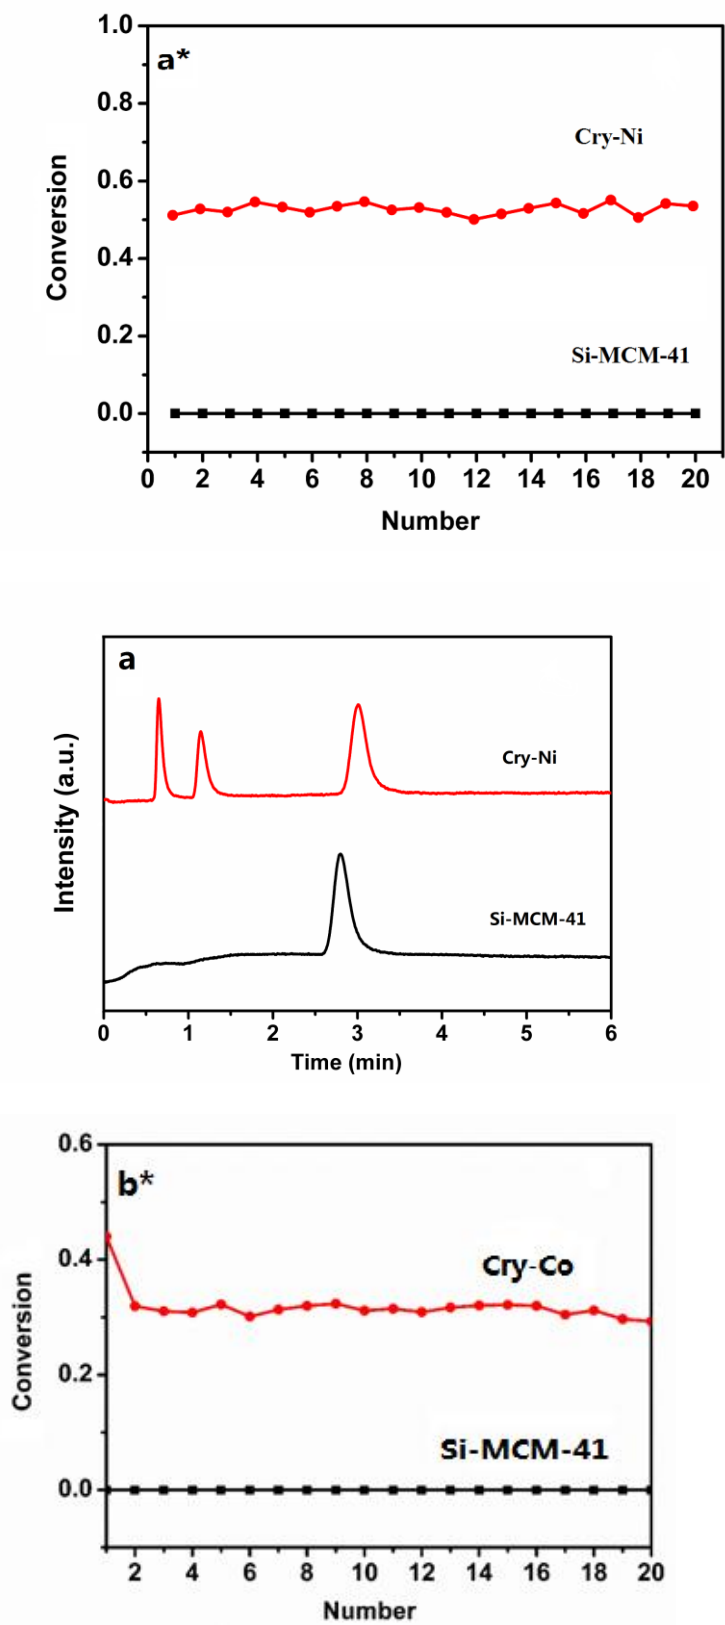 a*
1.0
0.8
0.6
0.4
0.2
0.0
Conversion
Cry-Ni
Si-MCM-41
0 2 4 6 8 10 12 14 16 18 20
Number
a
Intensity (a.u.)
Cry-Ni
Si-MCM-41
0 1 2 3 4 5 6
Time (min)
b*
0.6
0.4
0.2
0.0
Conversion
Cry-Co
Si-MCM-41
2 4 6 8 10 12 14 16 18 20
Number